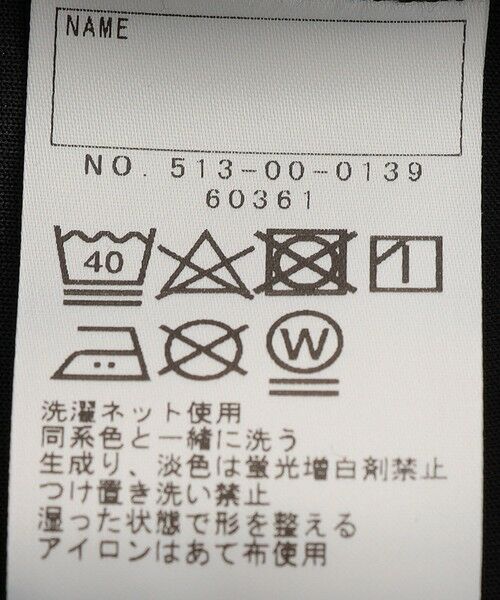 NAME
NO. 513-00-0139
60361
40
W
洗濯ネット使用
同系色と一緒に洗う
生成り、淡色は蛍光増白剤禁止
つけ置き洗い禁止
湿った状態で形を整える
アイロンはあて布使用